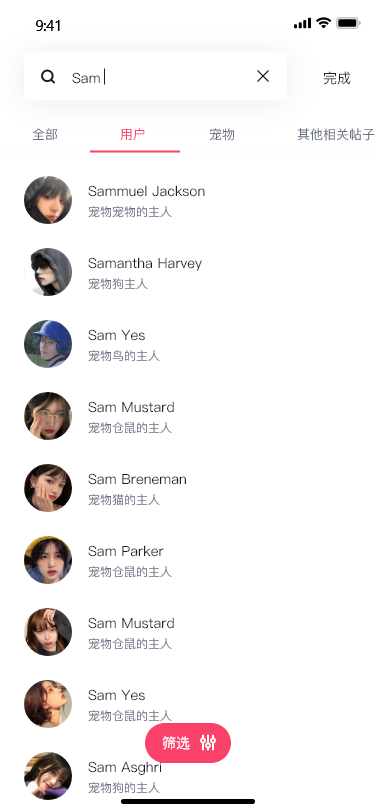 9:41
Sam
完成
全部 用户 宠物 其他相关帖子
Sammuel Jackson
宠物宠物的主人
Samantha Harvey
宠物狗主人
Sam Yes
宠物鸟的主人
Sam Mustard
宠物仓鼠的主人
Sam Breneman
宠物猫的主人
Sam Parker
宠物仓鼠的主人
Sam Mustard
宠物仓鼠的主人
Sam Yes
宠物仓鼠的主人
筛选
Sam Asghri
宠物狗的主人